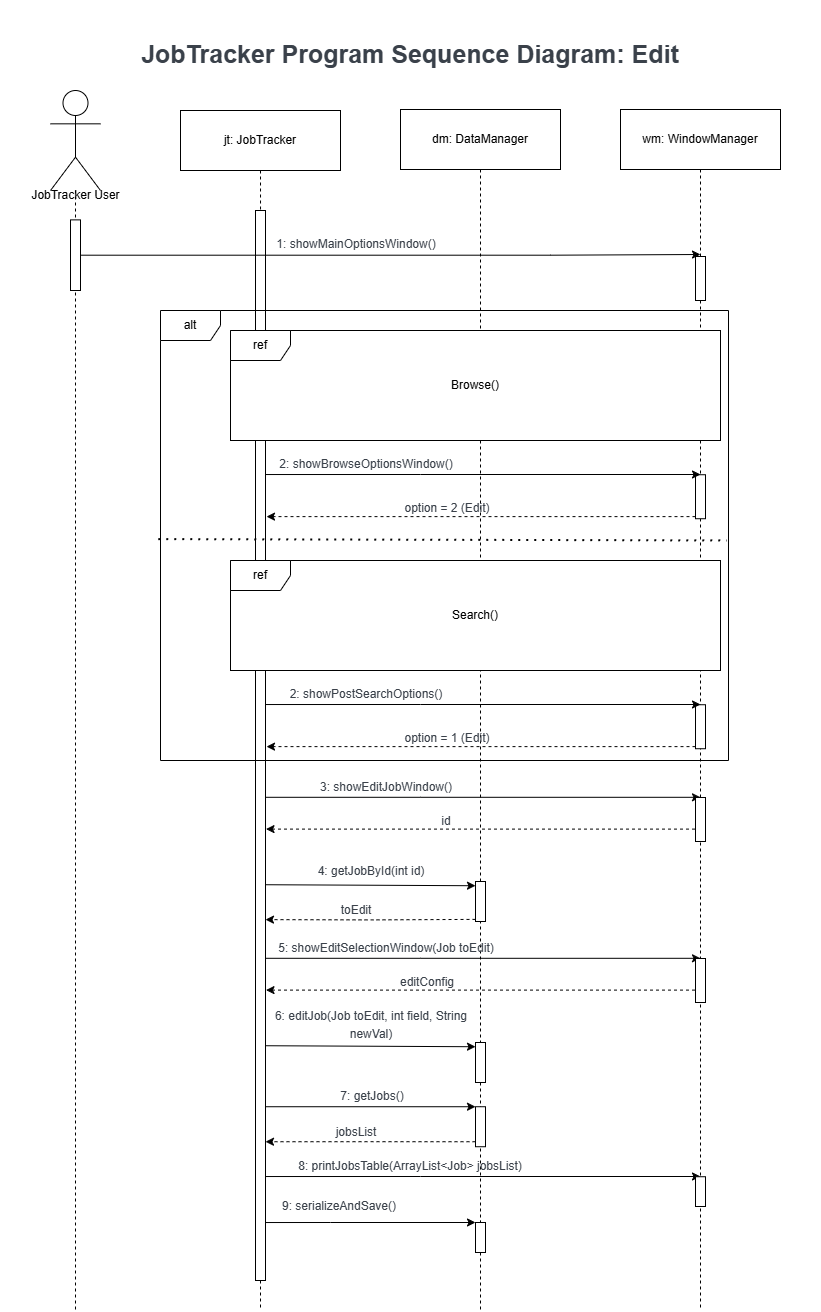 JobTracker Program Sequence Diagram: Edit
jt: JobTracker
dm: DataManager
wm: WindowManager
JobTracker User
1: showMainOptionsWindow()
alt
ref
Browse()
2: showBrowseOptionsWindow()
option = 2 (Edit)
ref
Search()
2: showPostSearchOptions()
option = 1 (Edit)
3: showEditJobWindow()
id
4: getJobById(int id)
toEdit
5: showEditSelectionWindow(Job toEdit)
editConfig
6: editJob(Job toEdit, int field, String
newVal)
7: getJobs()
jobsList
8: printJobsTable(ArrayList<Job> jobsList)
9: serializeAndSave()